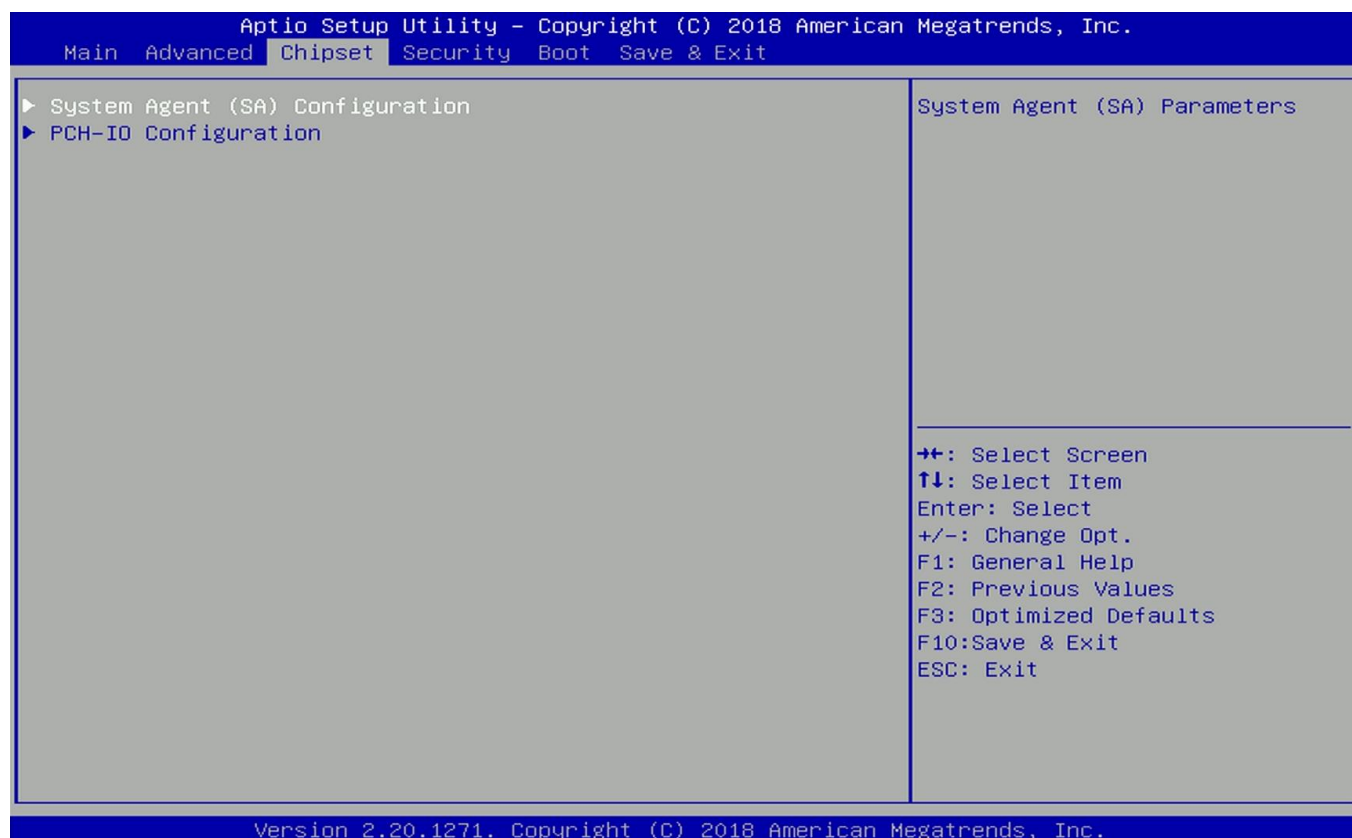 Aptio Setup Utility – Copyright (C) 2018 American Megatrends, Inc.
Main Advanced Chipset Security Boot Save & Exit
► System Agent (SA) Configuration
► PCH-IO Configuration
System Agent (SA) Parameters
→←: Select Screen
↑↓: Select Item
Enter: Select
+/-: Change Opt.
F1: General Help
F2: Previous Values
F3: Optimized Defaults
F10:Save & Exit
ESC: Exit
Version 2.20.1271. Copyright (C) 2018 American Megatrends, Inc.